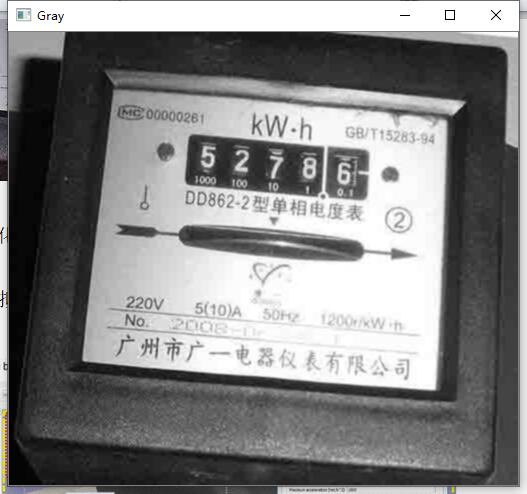 Gray
MC 00000261
kW·h
GB/T15283-94
5 2 7 8 6
1000 100 10 1 0.1
DD862-2型单相电度表
②
220V 5(10)A 50Hz 1200r/kW·h
No. 2008-
广州市广一电器仪表有限公司